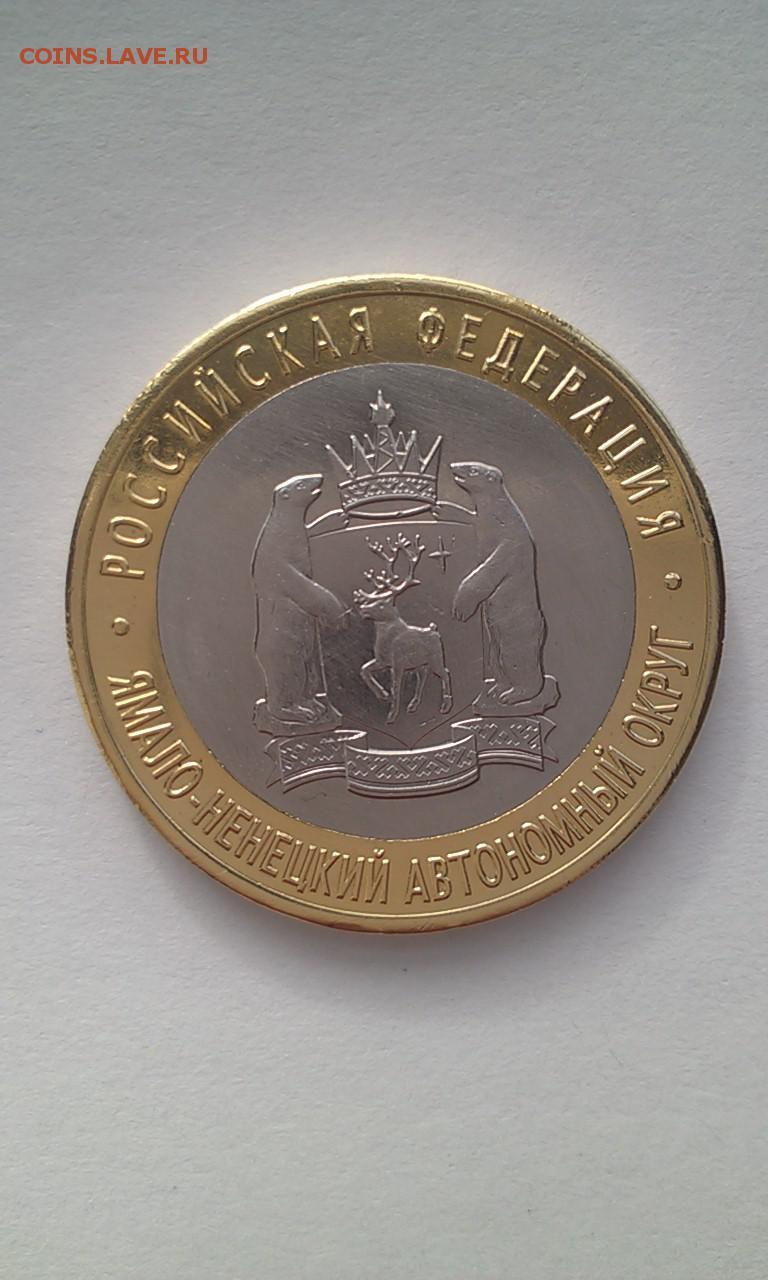 COINS.LAVE.RU
РОССИЙСКАЯ ФЕДЕРАЦИЯ
ЯМАЛО-НЕНЕЦКИЙ АВТОНОМНЫЙ ОКРУГ